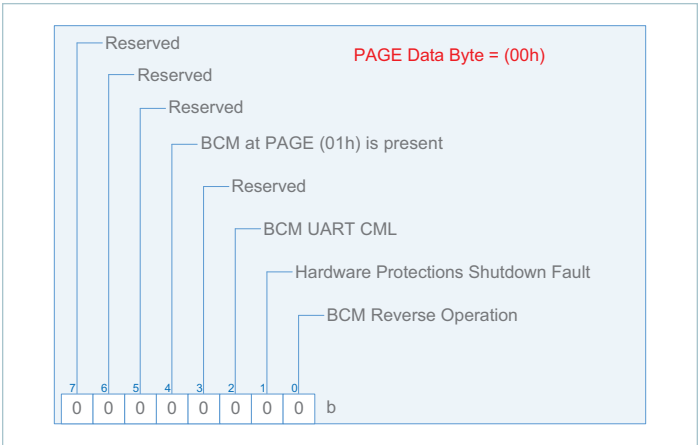 Reserved
PAGE Data Byte = (00h)
Reserved
Reserved
BCM at PAGE (01h) is present
Reserved
BCM UART CML
Hardware Protections Shutdown Fault
BCM Reverse Operation
7 6 5 4 3 2 1 0
0 0 0 0 0 0 0 0 b